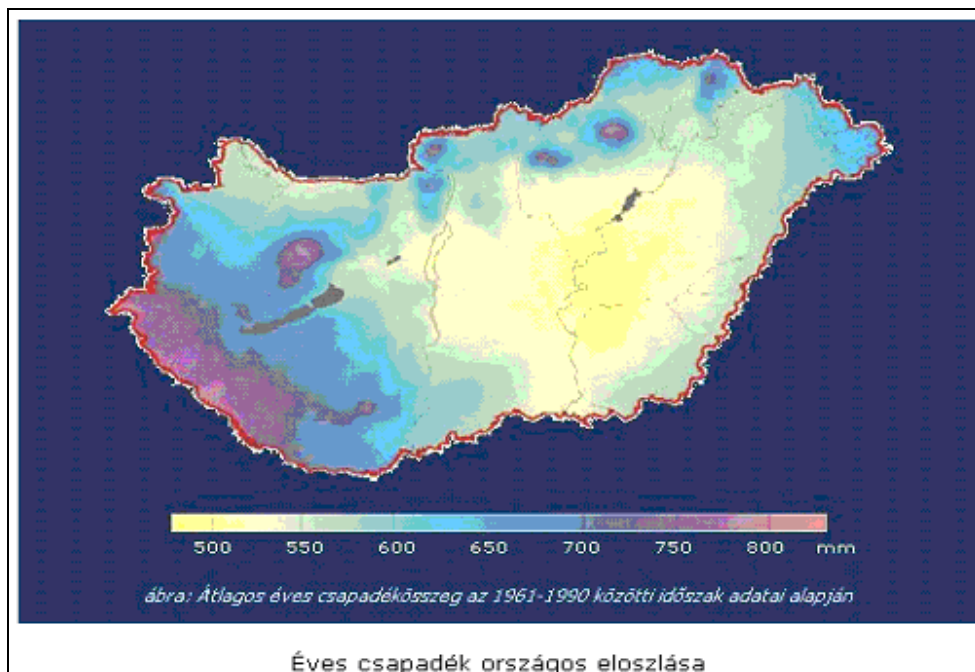 500 550 600 650 700 750 800 mm
ábra: Átlagos éves csapadékösszeg az 1961-1990 közötti időszak adatai alapján
Éves csapadék országos eloszlása